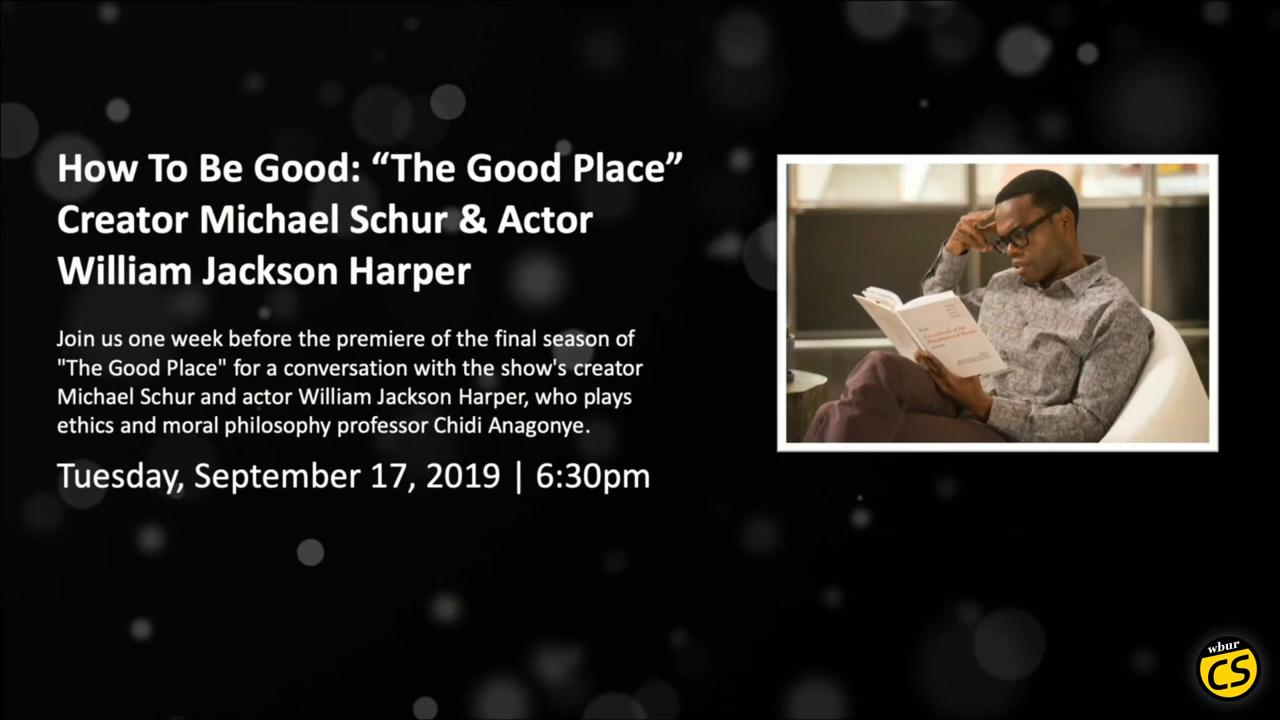 How To Be Good: “The Good Place”
Creator Michael Schur & Actor
William Jackson Harper
Join us one week before the premiere of the final season of
"The Good Place" for a conversation with the show's creator
Michael Schur and actor William Jackson Harper, who plays
ethics and moral philosophy professor Chidi Anagonye.
Tuesday, September 17, 2019 | 6:30pm
wbur
CS